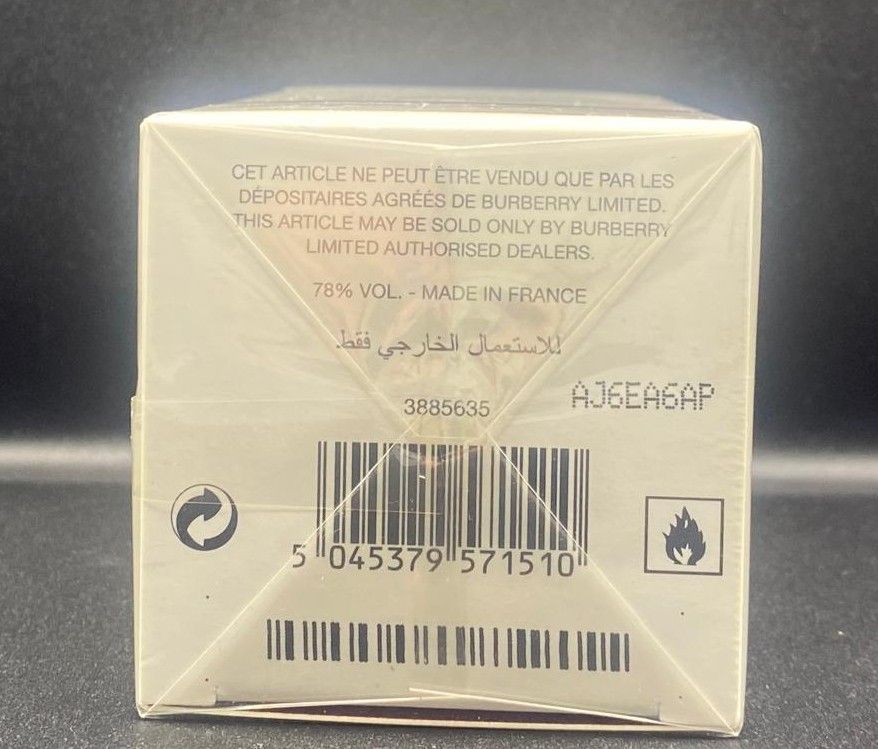 CET ARTICLE NE PEUT ÊTRE VENDU QUE PAR LES
DÉPOSITAIRES AGRÉÉS DE BURBERRY LIMITED.
THIS ARTICLE MAY BE SOLD ONLY BY BURBERRY
LIMITED AUTHORISED DEALERS.
78% VOL. - MADE IN FRANCE
للاستعمال الخارجي فقط.
AJ6EA6AP
3885635
5 045379 571510